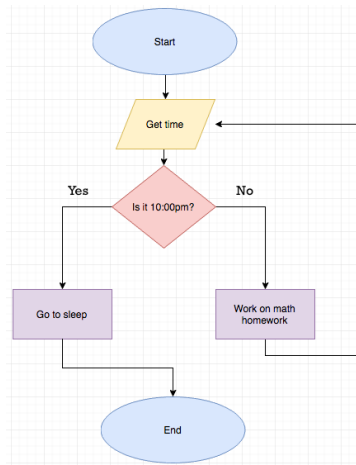 Start
Get time
Is it 10:00pm?
Yes
No
Go to sleep
Work on math
homework
End